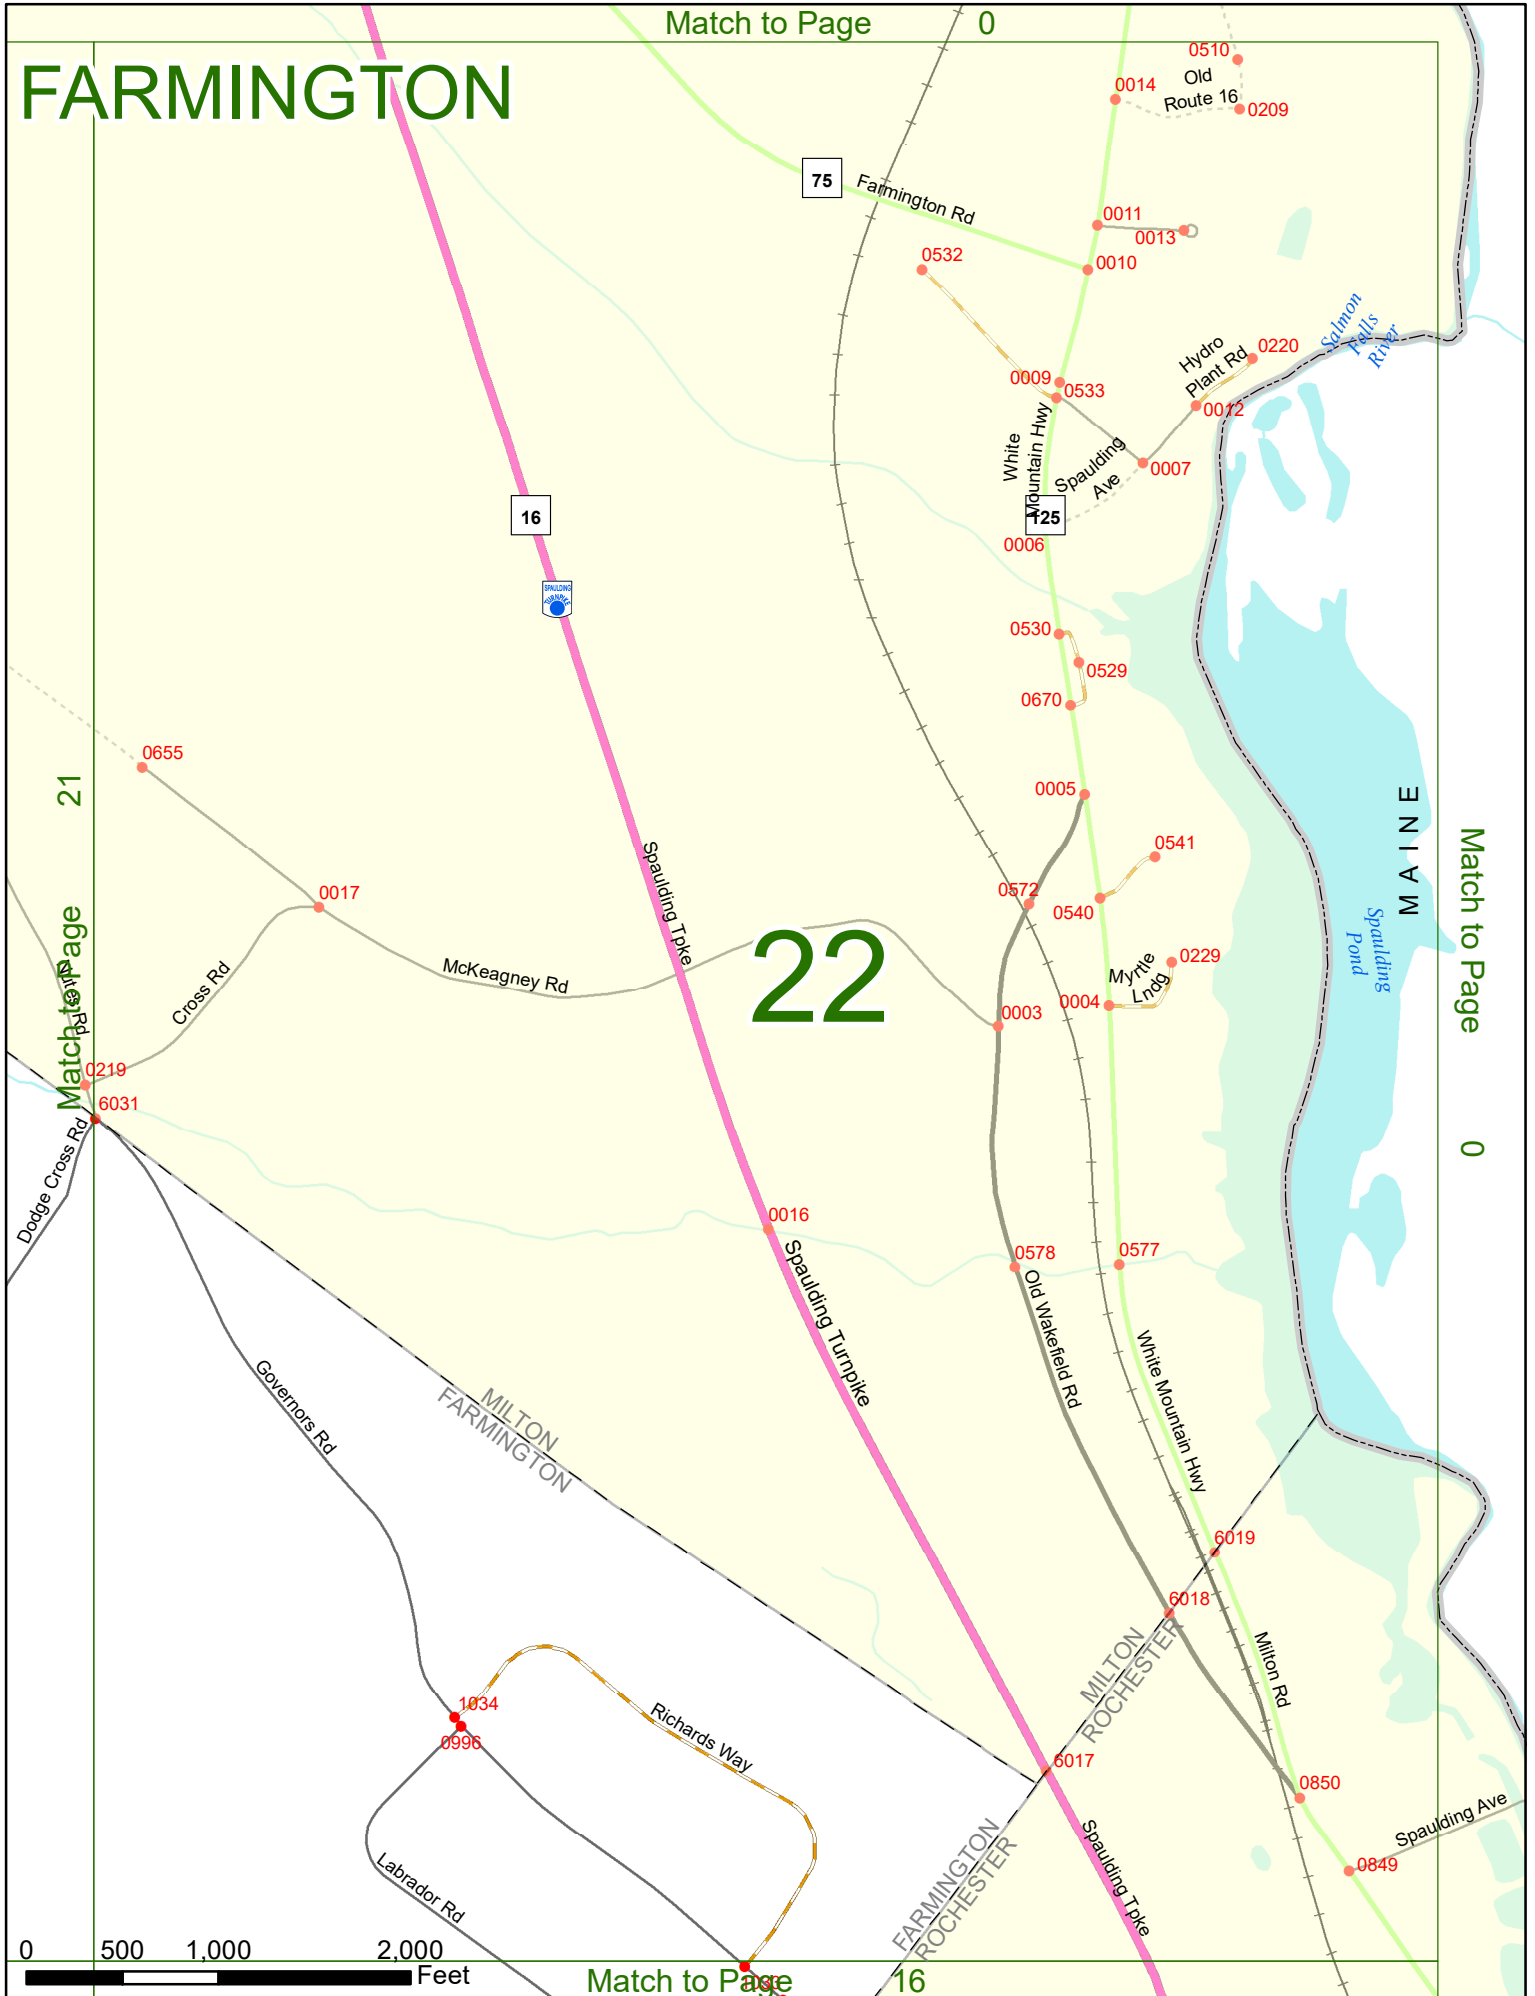 Match to Page 0
FARMINGTON
0510
Old
Route 16
0014
0209
75
Farmington Rd
0011
0013
0010
0532
Salmon
Falls
River
Hydro
Plant Rd
0220
0009
0533
0012
White
Mountain Hwy
Spaulding
Ave
0007
16
125
0006
SPAULDING
TURNPIKE
0530
0529
0670
0655
21
Match to Page
0005
MAINE
Match to Page
0
0541
0572
0540
0017
Spaulding Tpke
22
Spaulding
Pond
McKeagney Rd
Cross Rd
Nutes Rd
Myrtle
Lndg
0229
0004
0003
0219
6031
Dodge Cross Rd
0016
0578
0577
Spaulding Turnpike
Old Wakefield Rd
White Mountain Hwy
Governors Rd
MILTON
FARMINGTON
6019
6018
MILTON
ROCHESTER
Milton Rd
1034
0996
Richards Way
6017
0850
Spaulding Ave
0849
Spaulding Tpke
FARMINGTON
ROCHESTER
Labrador Rd
0 500 1,000 2,000
Feet
Match to Page 16